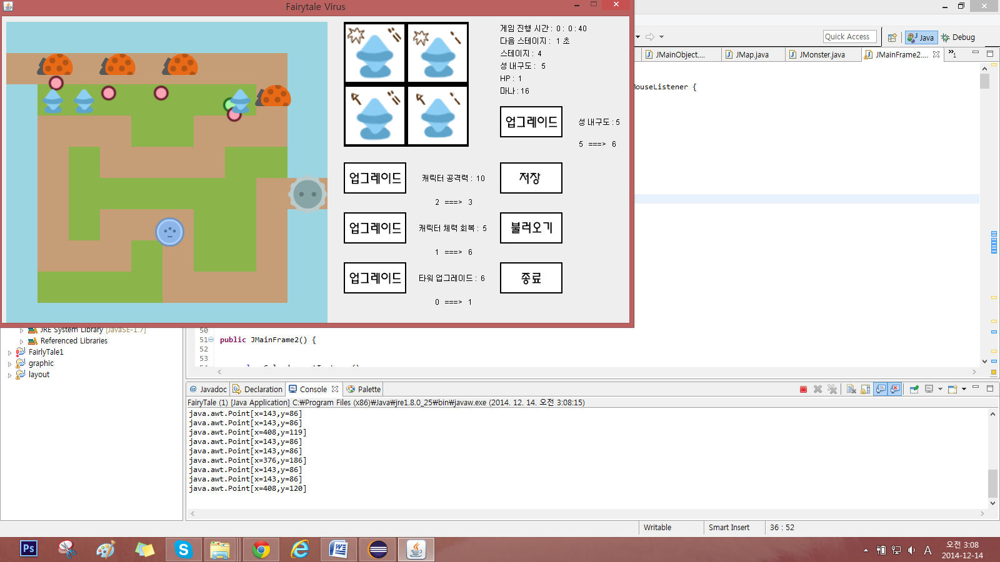 Fairytale Virus
게임 진행 시간 : 0 : 0 : 40
다음 스테이지 : 1 초
스테이지 : 4
성 내구도 : 5
HP : 1
마나 : 16
업그레이드
성 내구도 : 5
5 ===> 6
업그레이드
캐릭터 공격력 : 10
저장
2 ===> 3
업그레이드
캐릭터 체력 회복 : 5
불러오기
1 ===> 6
업그레이드
타워 업그레이드 : 6
종료
0 ===> 1
Quick Access
Java
Debug
JMainObject....
JMap.java
JMonster.java
JMainFrame2....
1
MouseListener {
JRE System Library [JavaSE-1.7]
Referenced Libraries
FairlyTale1
graphic
layout
50
51 public JMainFrame2() {
52
53
Javadoc
Declaration
Console
Palette
FairyTale (1) [Java Application] C:₩Program Files (x86)₩Java₩jre1.8.0_25₩bin₩javaw.exe (2014. 12. 14. 오전 3:08:15)
java.awt.Point[x=143,y=86]
java.awt.Point[x=143,y=86]
java.awt.Point[x=408,y=119]
java.awt.Point[x=143,y=86]
java.awt.Point[x=143,y=86]
java.awt.Point[x=376,y=186]
java.awt.Point[x=143,y=86]
java.awt.Point[x=143,y=86]
java.awt.Point[x=408,y=120]
Writable
Smart Insert
36 : 52
Ps
A
오전 3:08
2014-12-14